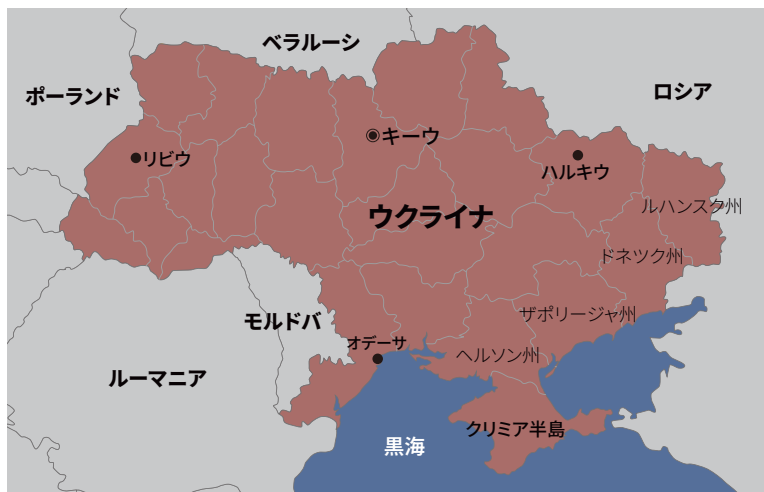 ベラルーシ
ポーランド
ロシア
キーウ
リビウ
ハルキウ
ルハンスク州
ウクライナ
ドネツク州
ザポリージャ州
モルドバ
オデーサ
ヘルソン州
ルーマニア
クリミア半島
黒海